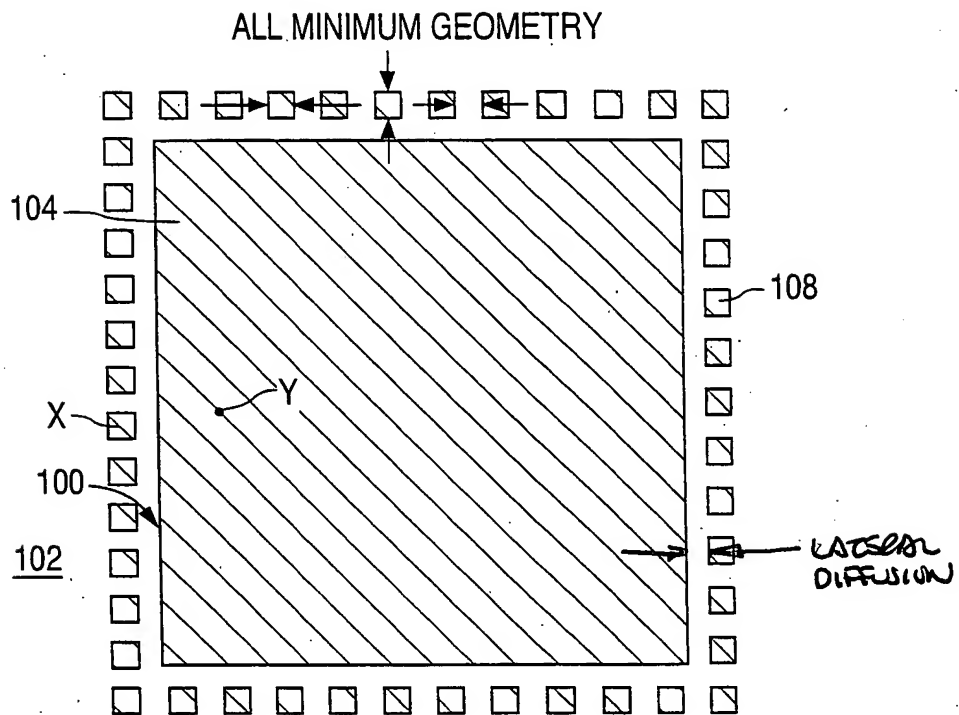 ALL MINIMUM GEOMETRY
104
108
Y
X
100
102
LATERAL
DIFFUSION